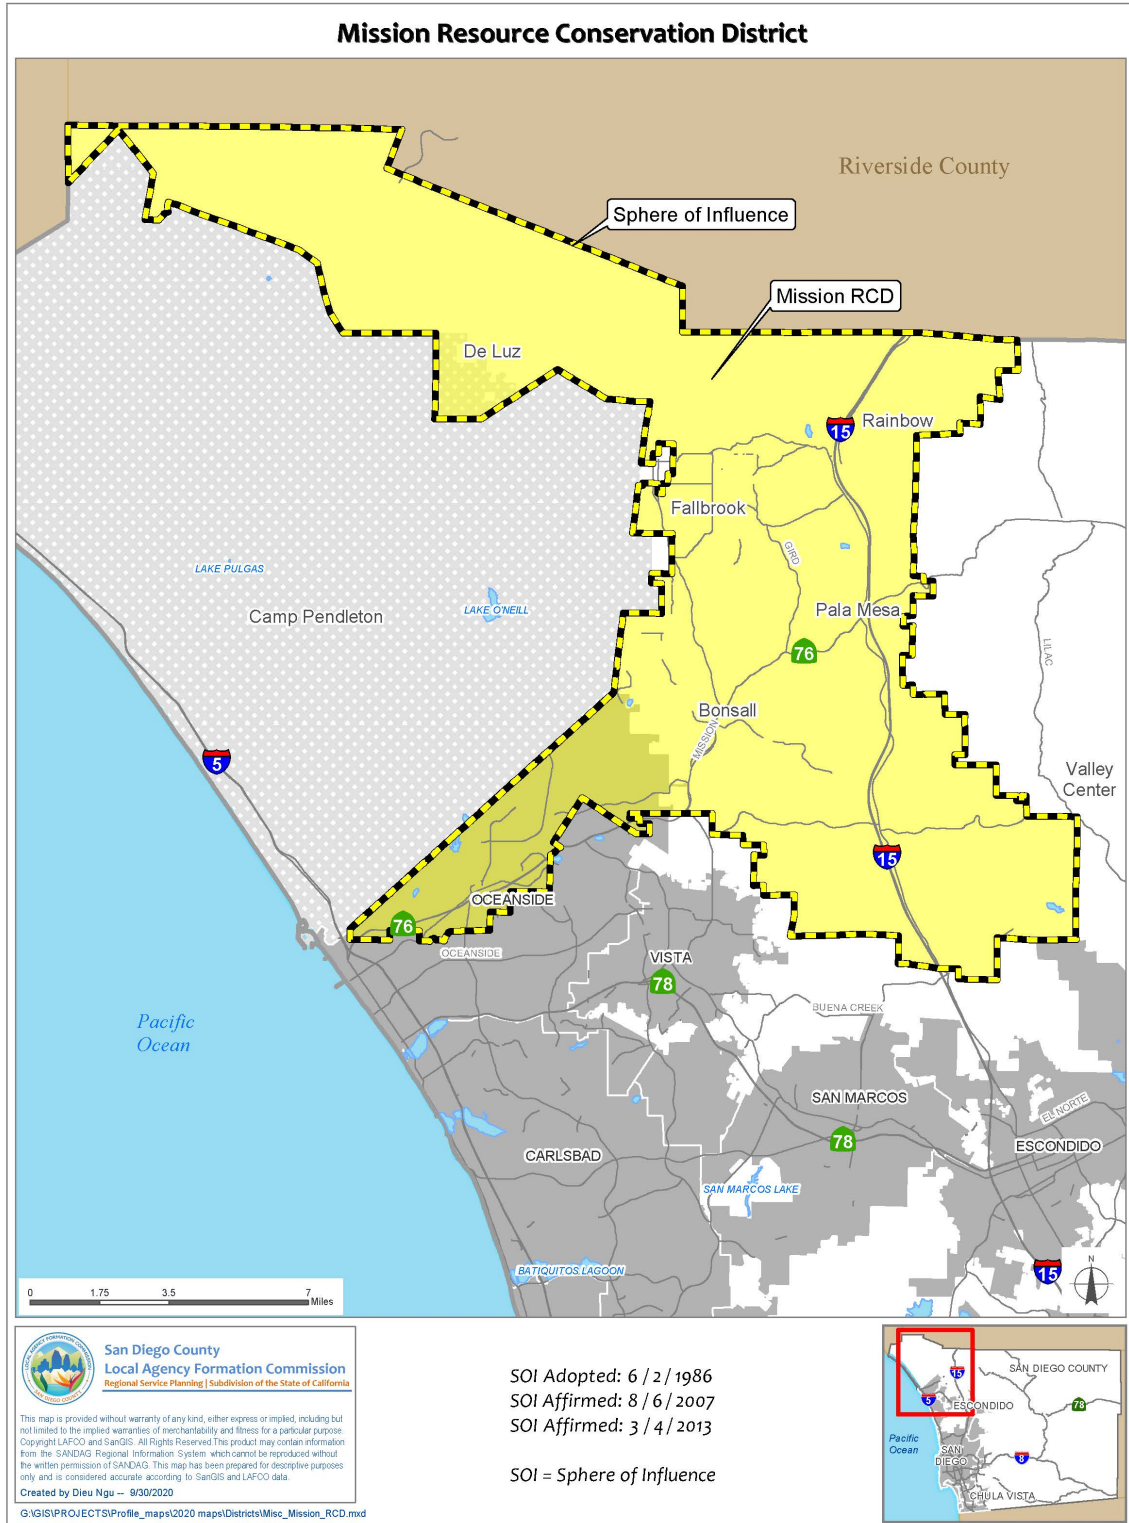 Mission Resource Conservation District
Riverside County
Sphere of Influence
Mission RCD
De Luz
15
Rainbow
Fallbrook
GIRD
LAKE PULGAS
LAKE O'NEILL
Camp Pendleton
Pala Mesa
76
LILAC
Bonsall
MISSION
5
Valley
Center
15
OCEANSIDE
76
OCEANSIDE
VISTA
78
BUENA CREEK
Pacific
Ocean
SAN MARCOS
EL NORTE
78
ESCONDIDO
CARLSBAD
SAN MARCOS LAKE
BATIQUITOS LAGOON
15
N
0 1.75 3.5 7
Miles
LOCAL AGENCY FORMATION COMMISSION
SAN DIEGO COUNTY
San Diego County
Local Agency Formation Commission
Regional Service Planning | Subdivision of the State of California
This map is provided without warranty of any kind, either express or implied, including but
not limited to the implied warranties of merchantability and fitness for a particular purpose.
Copyright LAFCO and SanGIS. All Rights Reserved.This product may contain information
from the SANDAG Regional Information System which cannot be reproduced without
the written permission of SANDAG. This map has been prepared for descriptive purposes
only and is considered accurate according to SanGIS and LAFCO data.
Created by Dieu Ngu -- 9/30/2020
G:\GIS\PROJECTS\Profile_maps\2020 maps\Districts\Misc_Mission_RCD.mxd
SOI Adopted: 6 / 2 / 1986
SOI Affirmed: 8 / 6 / 2007
SOI Affirmed: 3 / 4 / 2013
SOI = Sphere of Influence
SAN DIEGO COUNTY
15
78
5
ESCONDIDO
Pacific
Ocean
SAN
DIEGO
8
CHULA VISTA